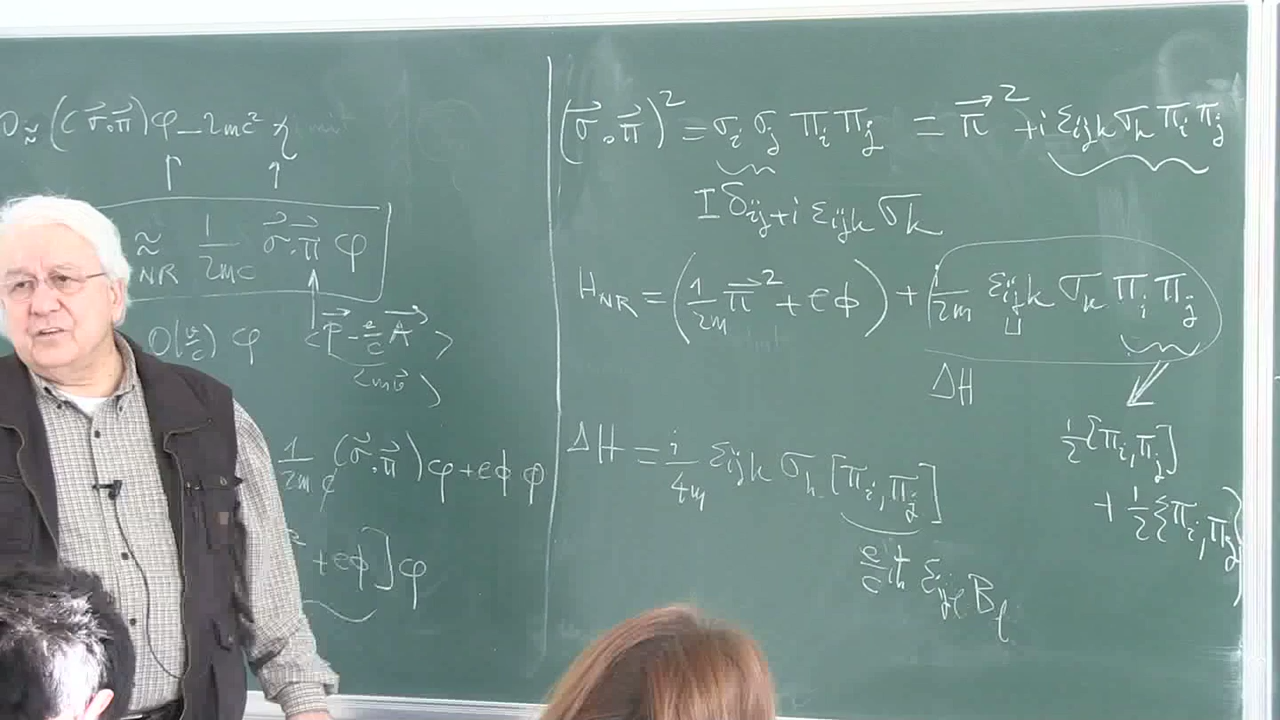 0 ≈ (c σ⃗.π⃗)φ - 2mc² η
≈ NR 1/2mc σ⃗.π⃗ φ
O(v/c) φ < P⃗ - e/c A⃗ >
< m v⃗ >
1/2m c (σ⃗.π⃗)φ + eϕ φ
+ eϕ] φ
(σ⃗.π⃗)² = σᵢ σⱼ πᵢ πⱼ = π⃗² + i εᵢⱼₖ σₖ πᵢ πⱼ
I δᵢⱼ + i εᵢⱼₖ σₖ
H_NR = (1/2m π⃗² + eϕ) + i/2m εᵢⱼₖ σₖ πᵢ πⱼ
ΔH
1/2 [πᵢ, πⱼ]
+ 1/2 {πᵢ, πⱼ}
ΔH = i/4m εᵢⱼₖ σₖ [πᵢ, πⱼ]
e/c iħ εᵢⱼℓ Bℓ